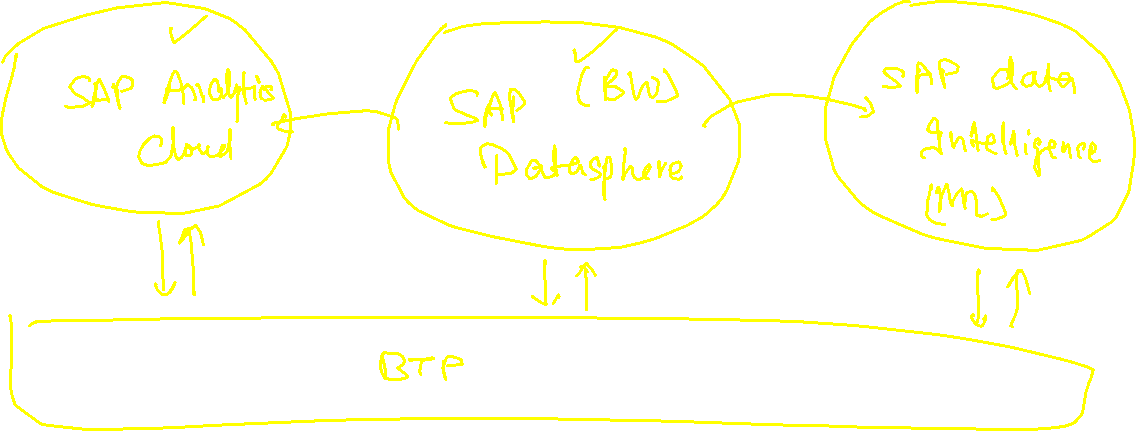 SAP Analytics
Cloud
SAP (BW)
Datasphere
SAP data
Intelligence
(ML)
BTP